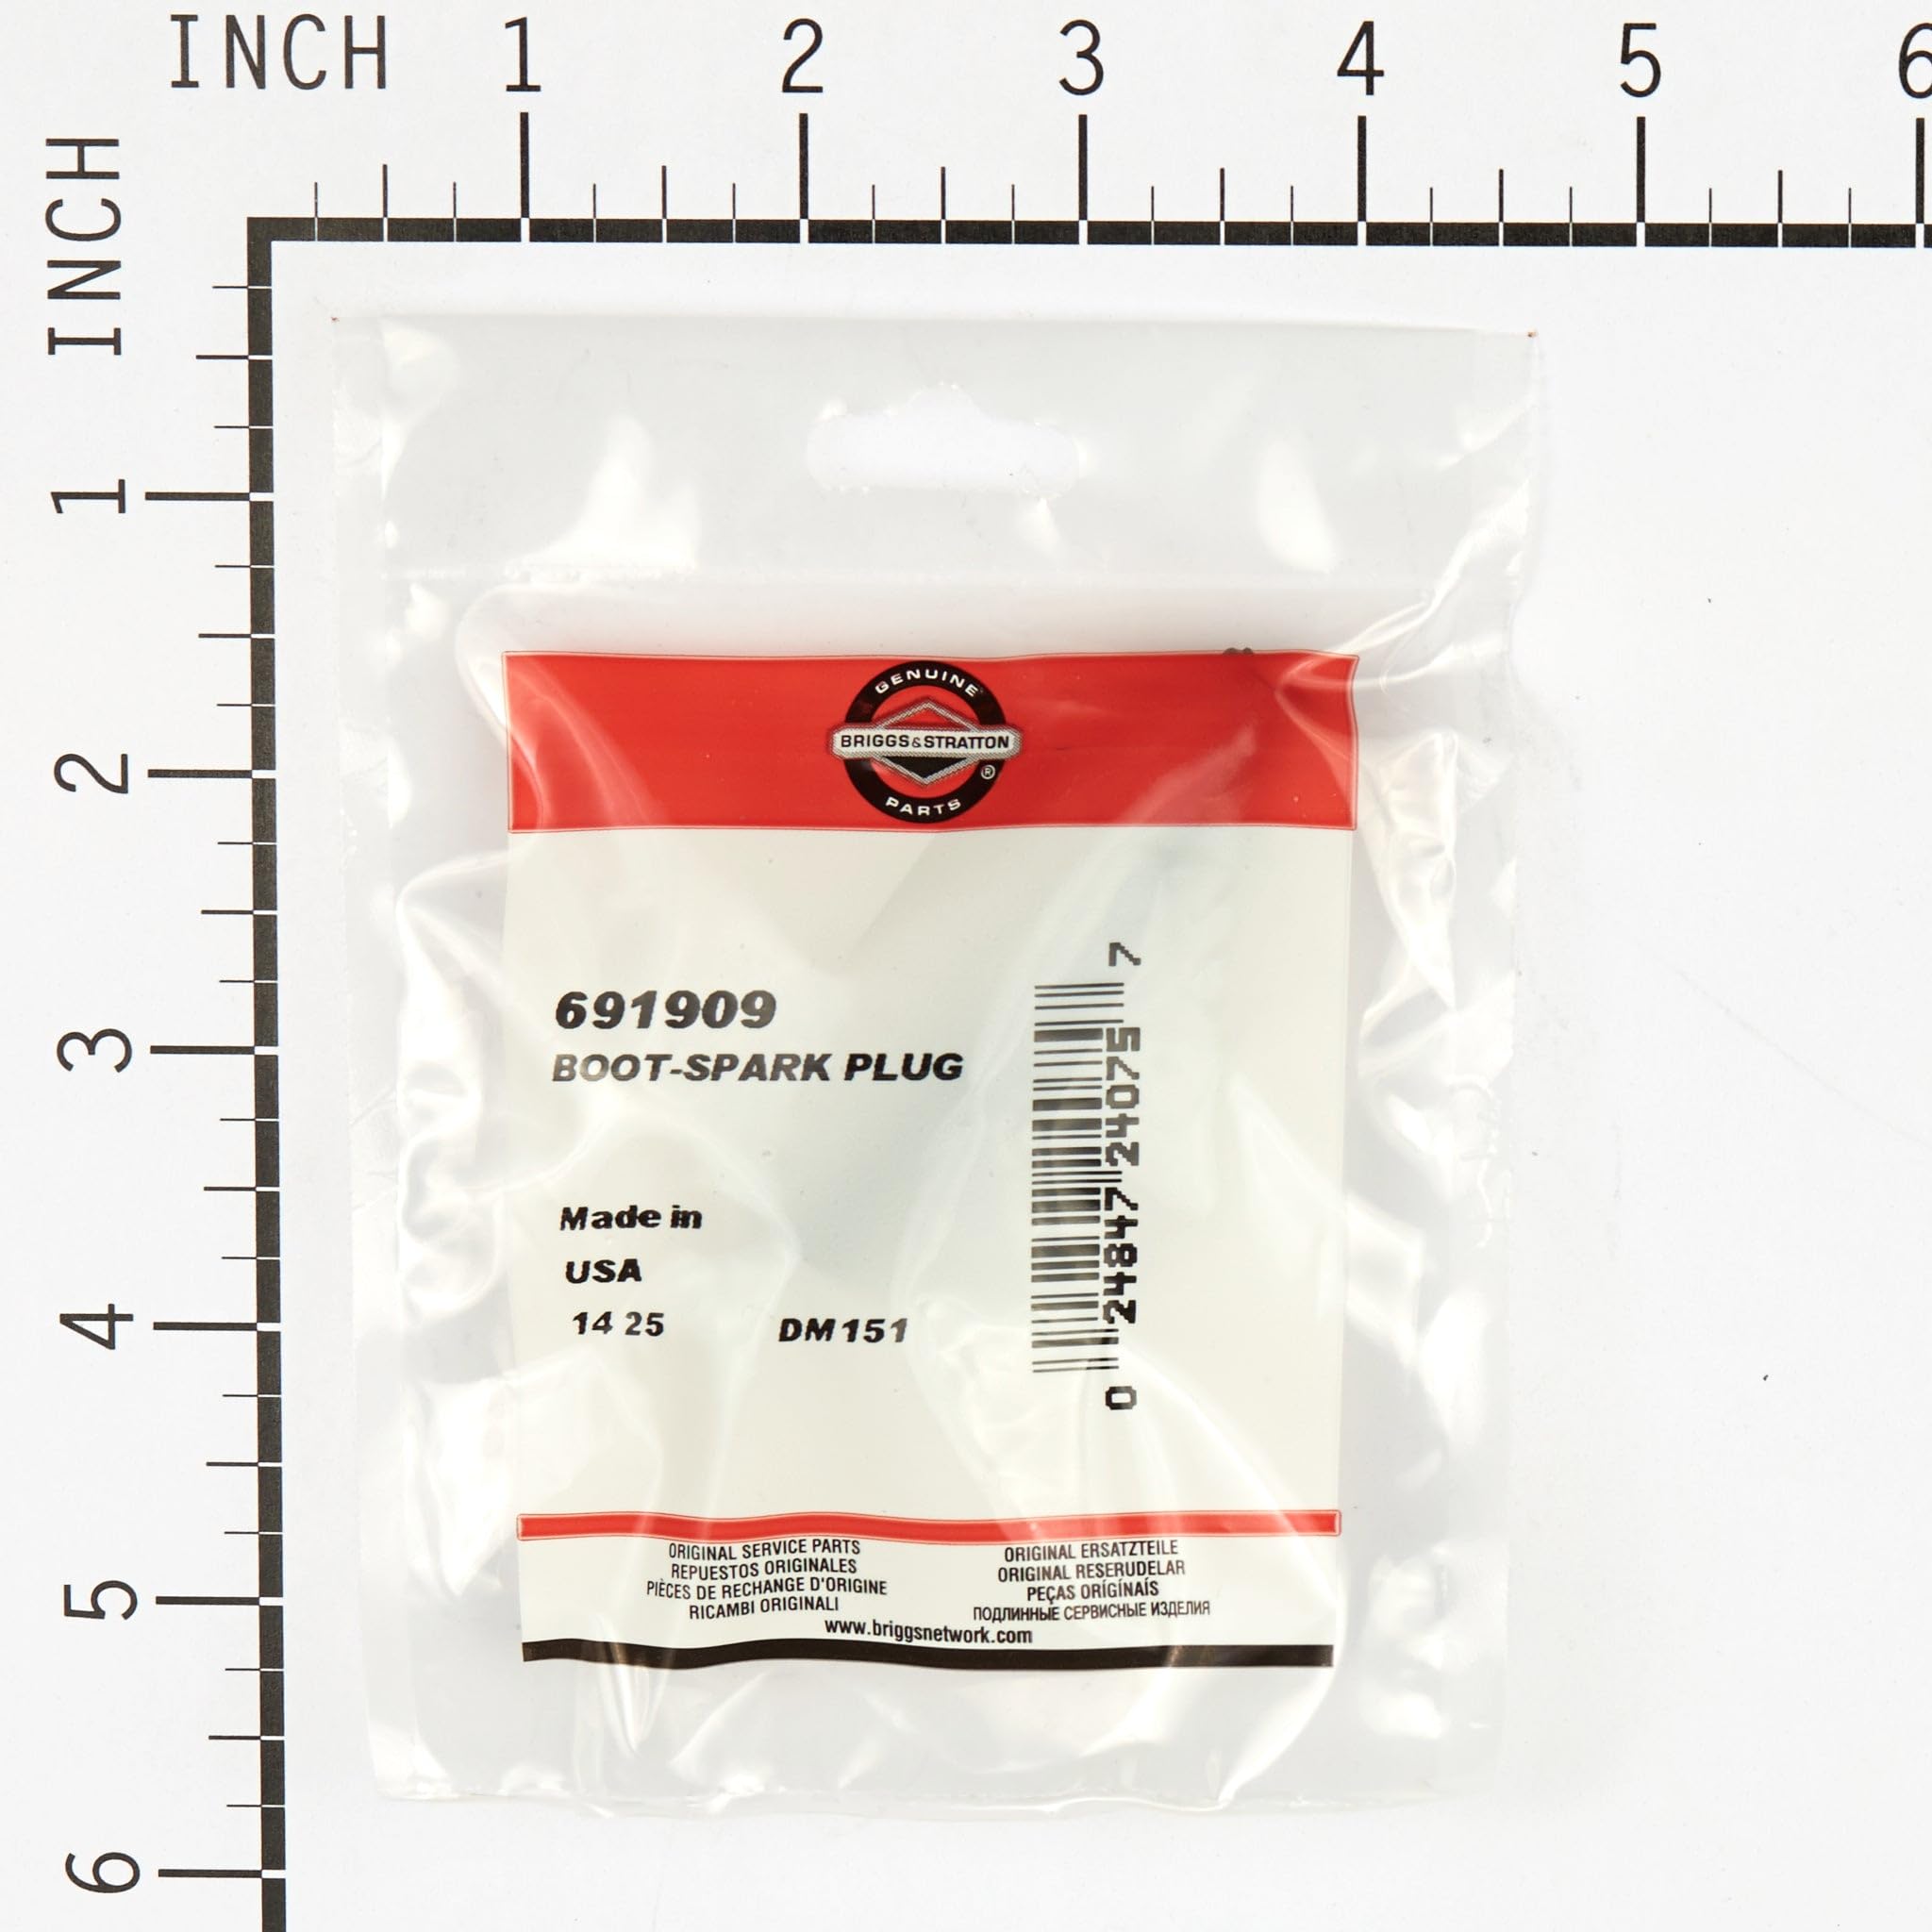 INCH 1 2 3 4 5 6
INCH
1
2
3
4
5
6
GENUINE
BRIGGS&STRATTON
®
PARTS
691909
BOOT-SPARK PLUG
Made in
USA
14 25 DM151
0 24847 24075 7
ORIGINAL SERVICE PARTS
REPUESTOS ORIGINALES
PIÈCES DE RECHANGE D'ORIGINE
RICAMBI ORIGINALI
ORIGINAL ERSATZTEILE
ORIGINAL RESERUDELAR
PEÇAS ORÍGÍNAÍS
ПОДЛИННЫЕ СЕРВИСНЫЕ ИЗДЕЛИЯ
www.briggsnetwork.com